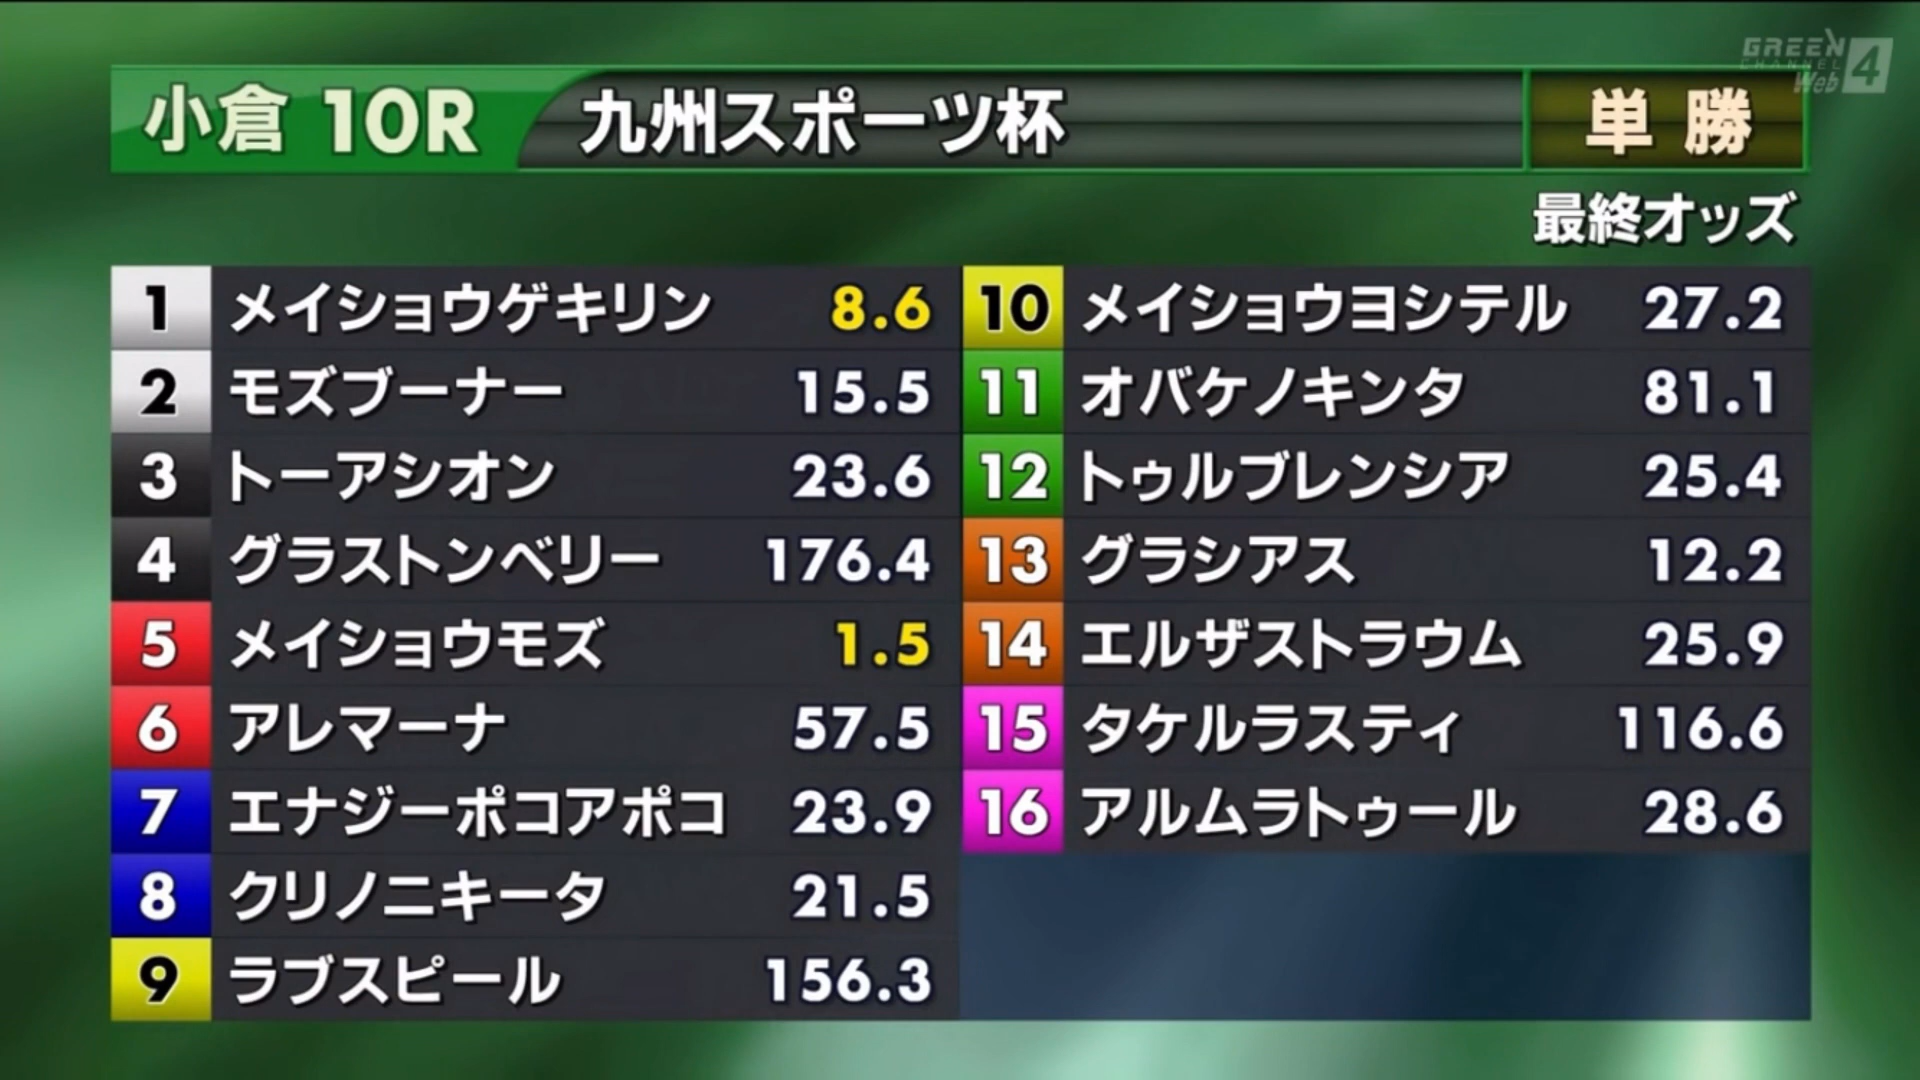 GREEN CHANNEL Web 4
小倉 10R 九州スポーツ杯 単勝
最終オッズ
1 メイショウゲキリン 8.6
2 モズブーナー 15.5
3 トーアシオン 23.6
4 グラストンベリー 176.4
5 メイショウモズ 1.5
6 アレマーナ 57.5
7 エナジーポコアポコ 23.9
8 クリノニキータ 21.5
9 ラブスピール 156.3
10 メイショウヨシテル 27.2
11 オバケノキンタ 81.1
12 トゥルブレンシア 25.4
13 グラシアス 12.2
14 エルザストラウム 25.9
15 タケルラスティ 116.6
16 アルムラトゥール 28.6